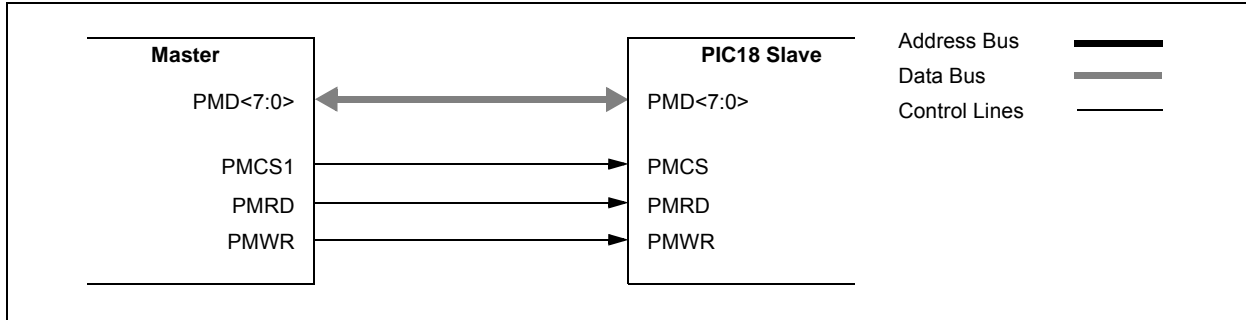 Master
PIC18 Slave
PMD<7:0>
PMD<7:0>
PMCS1
PMCS
PMRD
PMRD
PMWR
PMWR
Address Bus
Data Bus
Control Lines